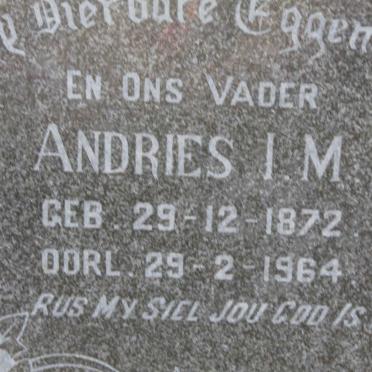 My Dierbare Eggen
EN ONS VADER
ANDRIES I. M
GEB. 29-12-1872
OORL. 29-2-1964
RUS MY SIEL JOU GOD IS